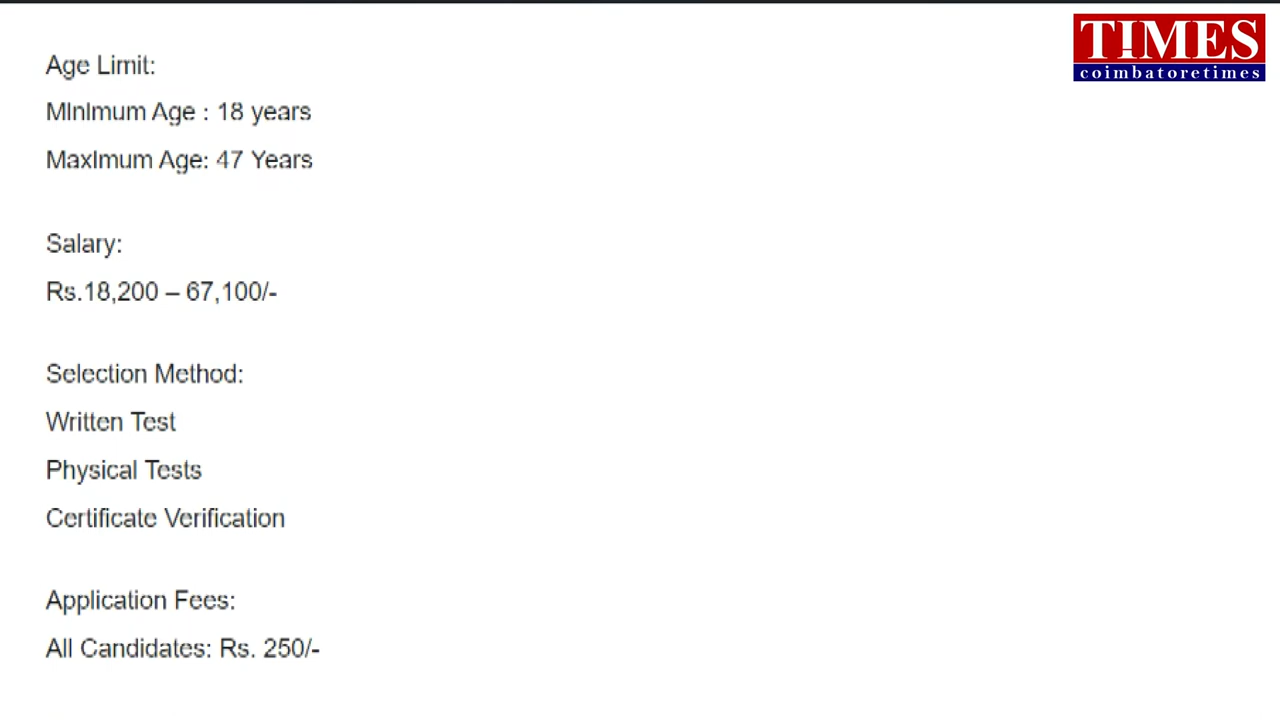 TIMES
coimbatoretimes
Age Limit:
MInImum Age : 18 years
MaxImum Age: 47 Years
Salary:
Rs.18,200 – 67,100/-
Selection Method:
Written Test
Physical Tests
Certificate Verification
Application Fees:
All Candidates: Rs. 250/-